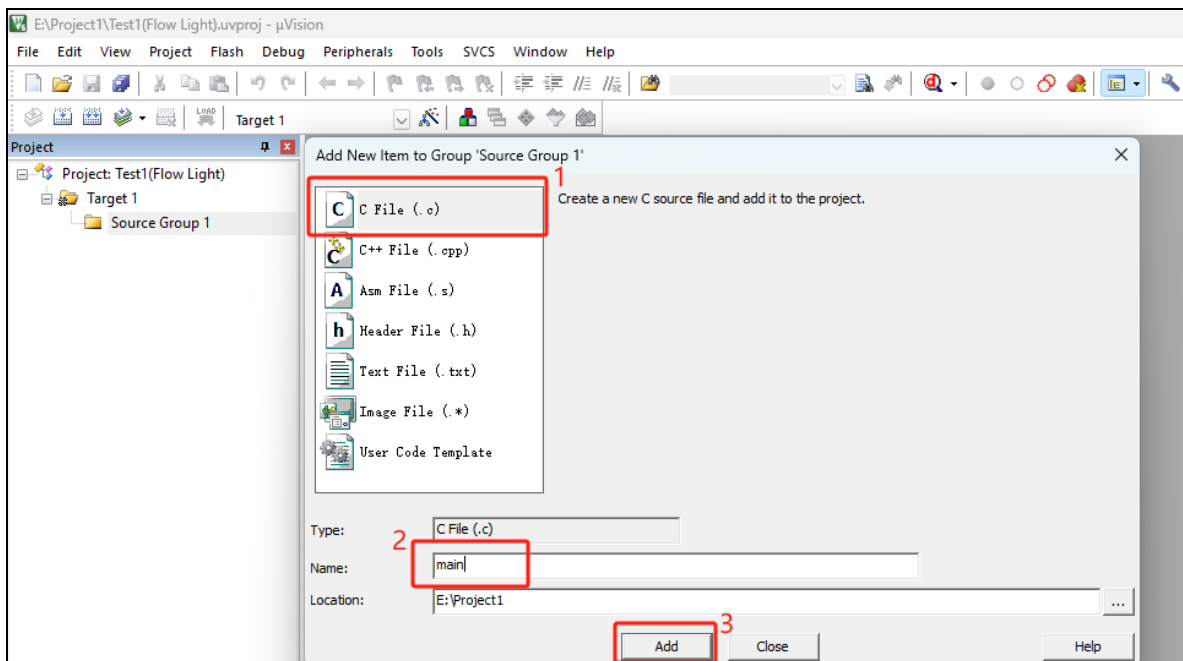 E:\Project1\Test1(Flow Light).uvproj - µVision
File Edit View Project Flash Debug Peripherals Tools SVCS Window Help
LOAD
Target 1
Project
Project: Test1(Flow Light)
Target 1
Source Group 1
Add New Item to Group 'Source Group 1'
1
C File (.c)
Create a new C source file and add it to the project.
C++ File (.cpp)
Asm File (.s)
Header File (.h)
Text File (.txt)
Image File (.*)
User Code Template
Type:
C File (.c)
2
Name:
main
Location:
E:\Project1
...
3
Add
Close
Help